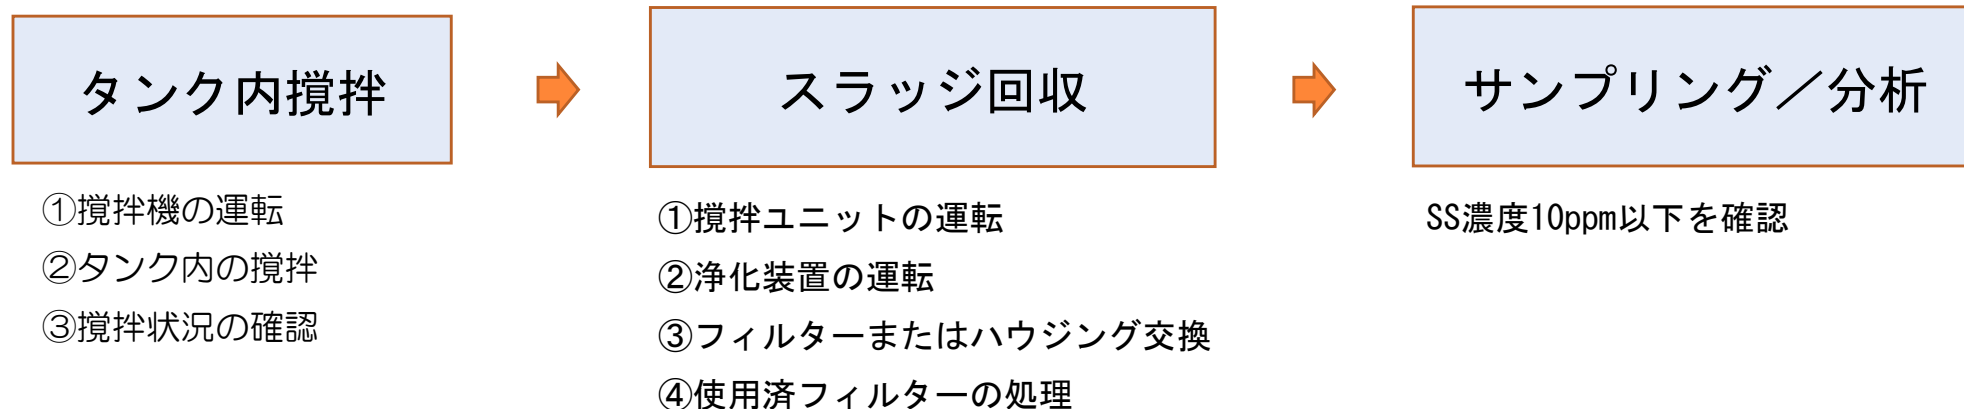 タンク内撹拌
スラッジ回収
サンプリング／分析
①撹拌機の運転
②タンク内の撹拌
③撹拌状況の確認
①撹拌ユニットの運転
②浄化装置の運転
③フィルターまたはハウジング交換
④使用済フィルターの処理
SS濃度10ppm以下を確認